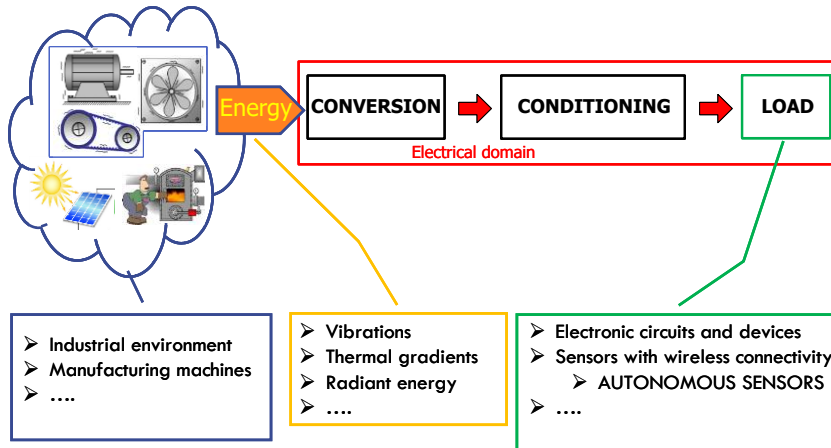 Energy
CONVERSION
CONDITIONING
LOAD
Electrical domain
➢ Industrial environment
➢ Manufacturing machines
➢ ....
➢ Vibrations
➢ Thermal gradients
➢ Radiant energy
➢ ....
➢ Electronic circuits and devices
➢ Sensors with wireless connectivity
➢ AUTONOMOUS SENSORS
➢ ....